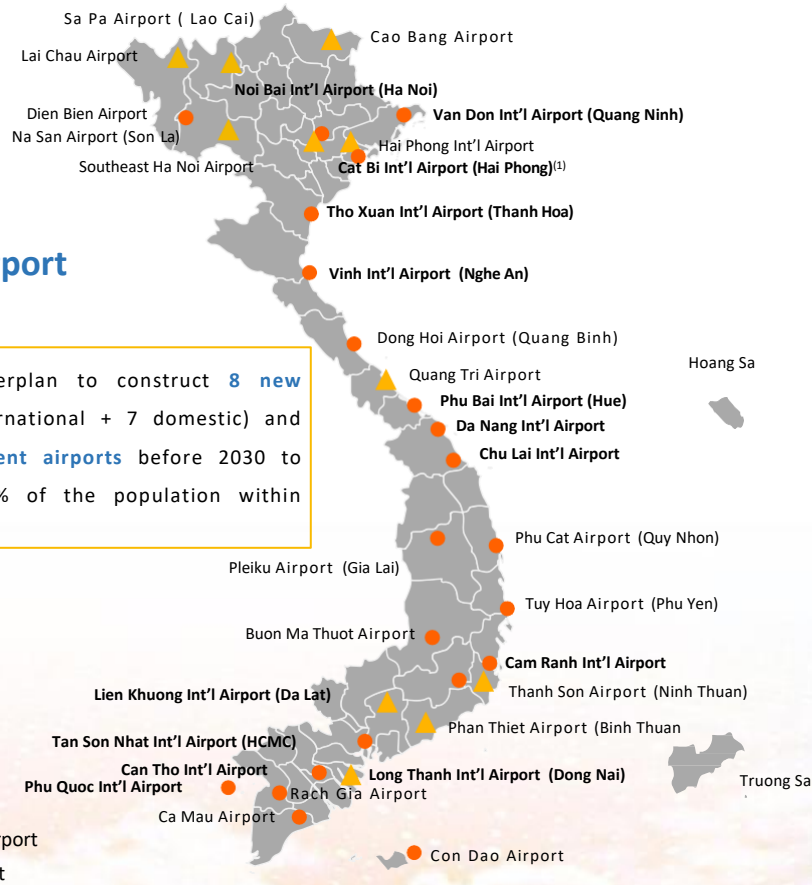 Sa Pa Airport ( Lao Cai)
Cao Bang Airport
Lai Chau Airport
Noi Bai Int'l Airport (Ha Noi)
Dien Bien Airport
Van Don Int'l Airport (Quang Ninh)
Na San Airport (Son La)
Hai Phong Int'l Airport
Southeast Ha Noi Airport
Cat Bi Int'l Airport (Hai Phong)(1)
Tho Xuan Int'l Airport (Thanh Hoa)
port
Vinh Int'l Airport (Nghe An)
Dong Hoi Airport (Quang Binh)
Hoang Sa
erplan to construct 8 new
rnational + 7 domestic) and
ent airports before 2030 to
% of the population within
Quang Tri Airport
Phu Bai Int'l Airport (Hue)
Da Nang Int'l Airport
Chu Lai Int'l Airport
Phu Cat Airport (Quy Nhon)
Pleiku Airport (Gia Lai)
Tuy Hoa Airport (Phu Yen)
Buon Ma Thuot Airport
Cam Ranh Int'l Airport
Lien Khuong Int'l Airport (Da Lat)
Thanh Son Airport (Ninh Thuan)
Phan Thiet Airport (Binh Thuan
Tan Son Nhat Int'l Airport (HCMC)
Can Tho Int'l Airport
Long Thanh Int'l Airport (Dong Nai)
Phu Quoc Int'l Airport
Rach Gia Airport
Truong Sa
Ca Mau Airport
rport
Con Dao Airport
t